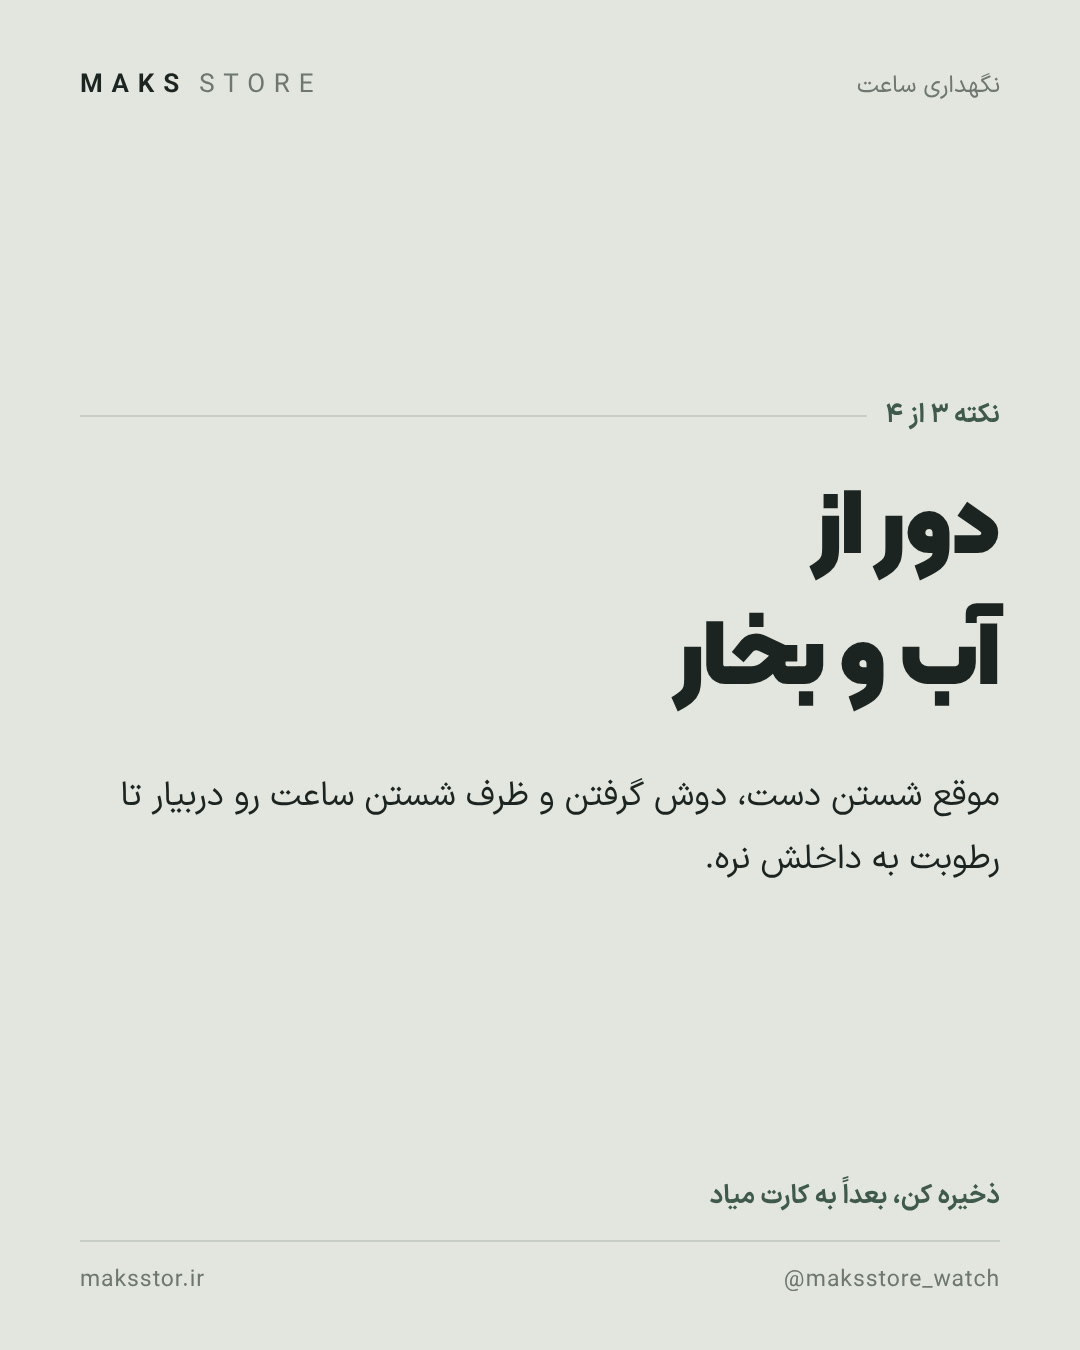 MAKS STORE
نگهداری ساعت
نکته ۳ از ۴
دور از
آب و بخار
موقع شستن دست، دوش گرفتن و ظرف شستن ساعت رو دربیار تا
رطوبت به داخلش نره.
ذخیره کن، بعداً به کارت میاد
maksstor.ir
@maksstore_watch